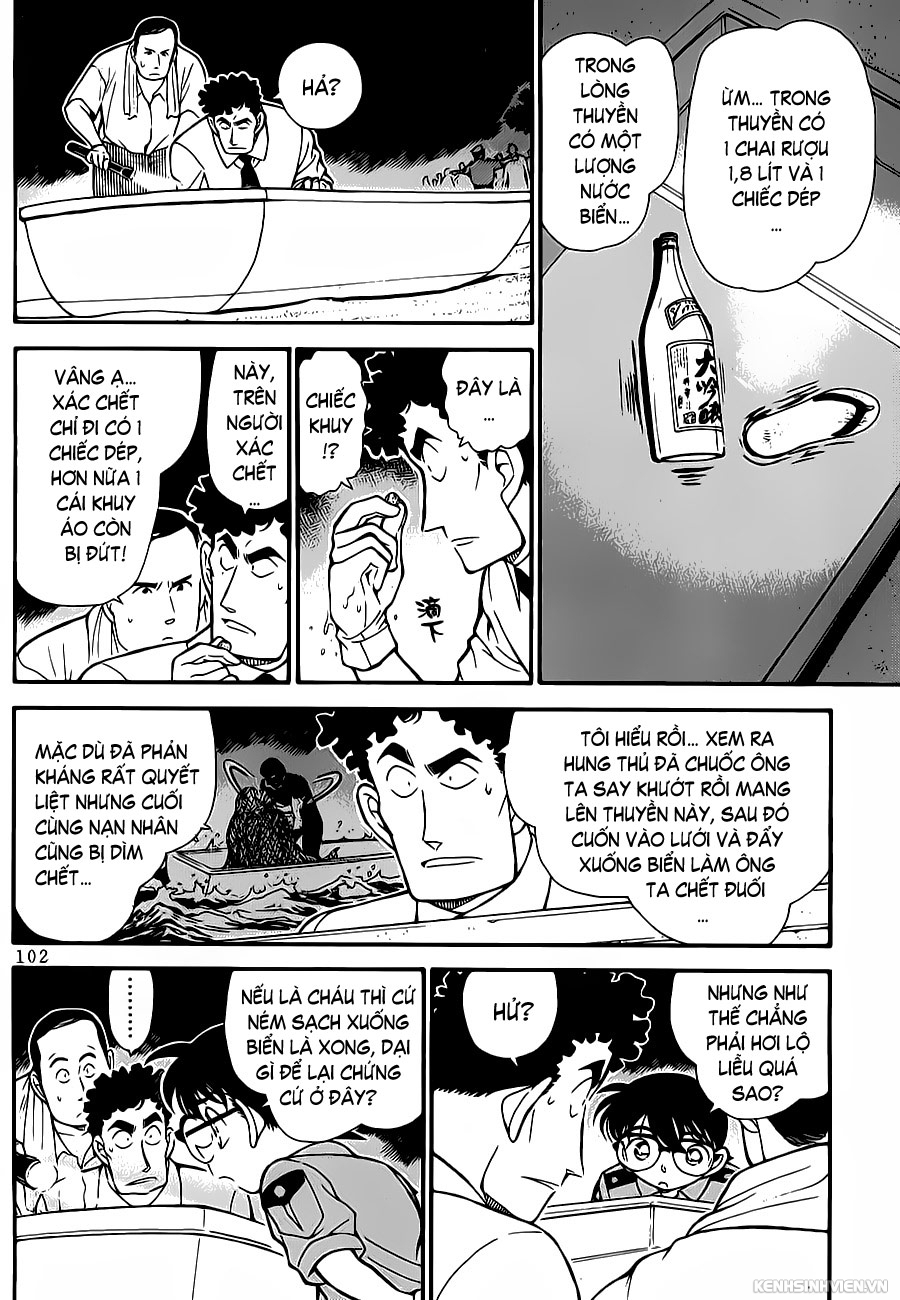 ỪM... TRONG
THUYỀN CÓ
1 CHAI RƯỢU
1,8 LÍT VÀ 1
CHIẾC DÉP
...
TRONG
LÒNG
THUYỀN
CÓ MỘT
LƯỢNG
NƯỚC
BIỂN...
大吟醸
HẢ?
ĐÂY LÀ
...
CHIẾC
KHUY
!?
滴下
NÀY,
TRÊN
NGƯỜI
XÁC
CHẾT
...
VÂNG Ạ...
XÁC CHẾT
CHỈ ĐI CÓ 1
CHIẾC DÉP,
HƠN NỮA 1
CÁI KHUY
ÁO CÒN
BỊ ĐỨT!
TÔI HIỂU RỒI... XEM RA
HUNG THỦ ĐÃ CHUỐC ÔNG
TA SAY KHƯỚT RỒI MANG
LÊN THUYỀN NÀY, SAU ĐÓ
CUỐN VÀO LƯỚI VÀ ĐẨY
XUỐNG BIỂN LÀM ÔNG
TA CHẾT ĐUỐI
...
MẶC DÙ ĐÃ PHẢN
KHÁNG RẤT QUYẾT
LIỆT NHƯNG CUỐI
CÙNG NẠN NHÂN
CŨNG BỊ DÌM
CHẾT...
102
NHƯNG NHƯ
THẾ CHẲNG
PHẢI HƠI LỘ
LIỄU QUÁ
SAO?
HỬ?
NẾU LÀ CHÁU THÌ CỨ
NÉM SẠCH XUỐNG
BIỂN LÀ XONG, DẠI
GÌ ĐỂ LẠI CHỨNG
CỨ Ở ĐÂY?
........
KENHSINHVIEN.VN